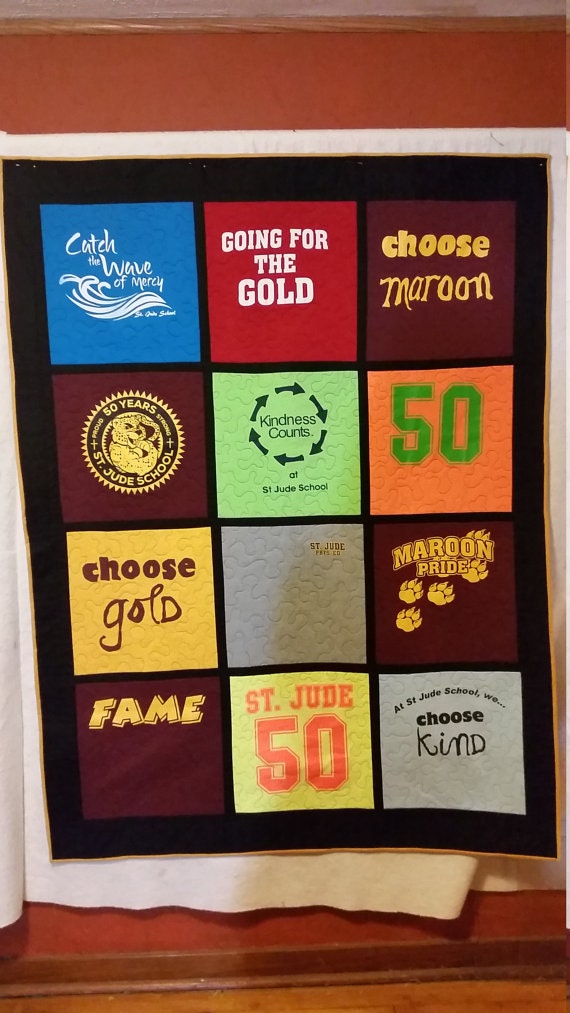 Catch
the Wave
of Mercy
St. Jude School
GOING FOR
THE
GOLD
choose
maroon
50 YEARS
PROUD
STRONG
ST. JUDE SCHOOL
Kindness
Counts
at
St Jude School
50
choose
gold
ST. JUDE
PHYS. ED
MAROON
PRIDE
FAME
ST. JUDE
50
At St Jude School, we...
choose
kind